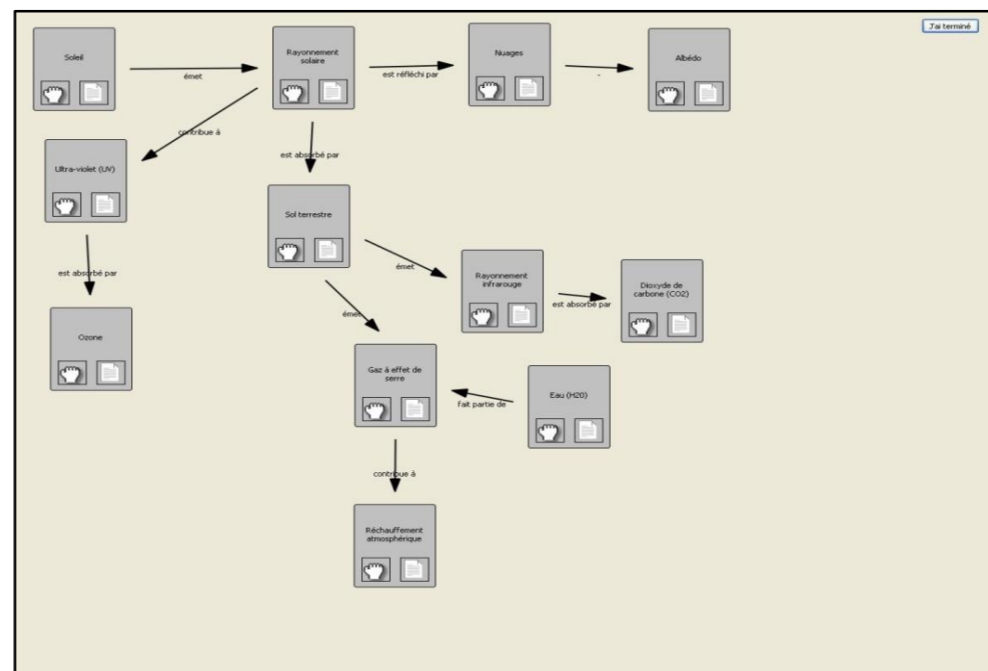 J'ai terminé
Soleil
émet
Rayonnement
solaire
est réfléchi par
Nuages
-
Albédo
contribue à
est absorbé par
Ultra-violet (UV)
Sol terrestre
émet
Rayonnement
infrarouge
est absorbé par
Dioxyde de
carbone (CO2)
est absorbé par
Ozone
émet
Gaz à effet de
serre
fait partie de
Eau (H20)
contribue à
Réchauffement
atmosphérique